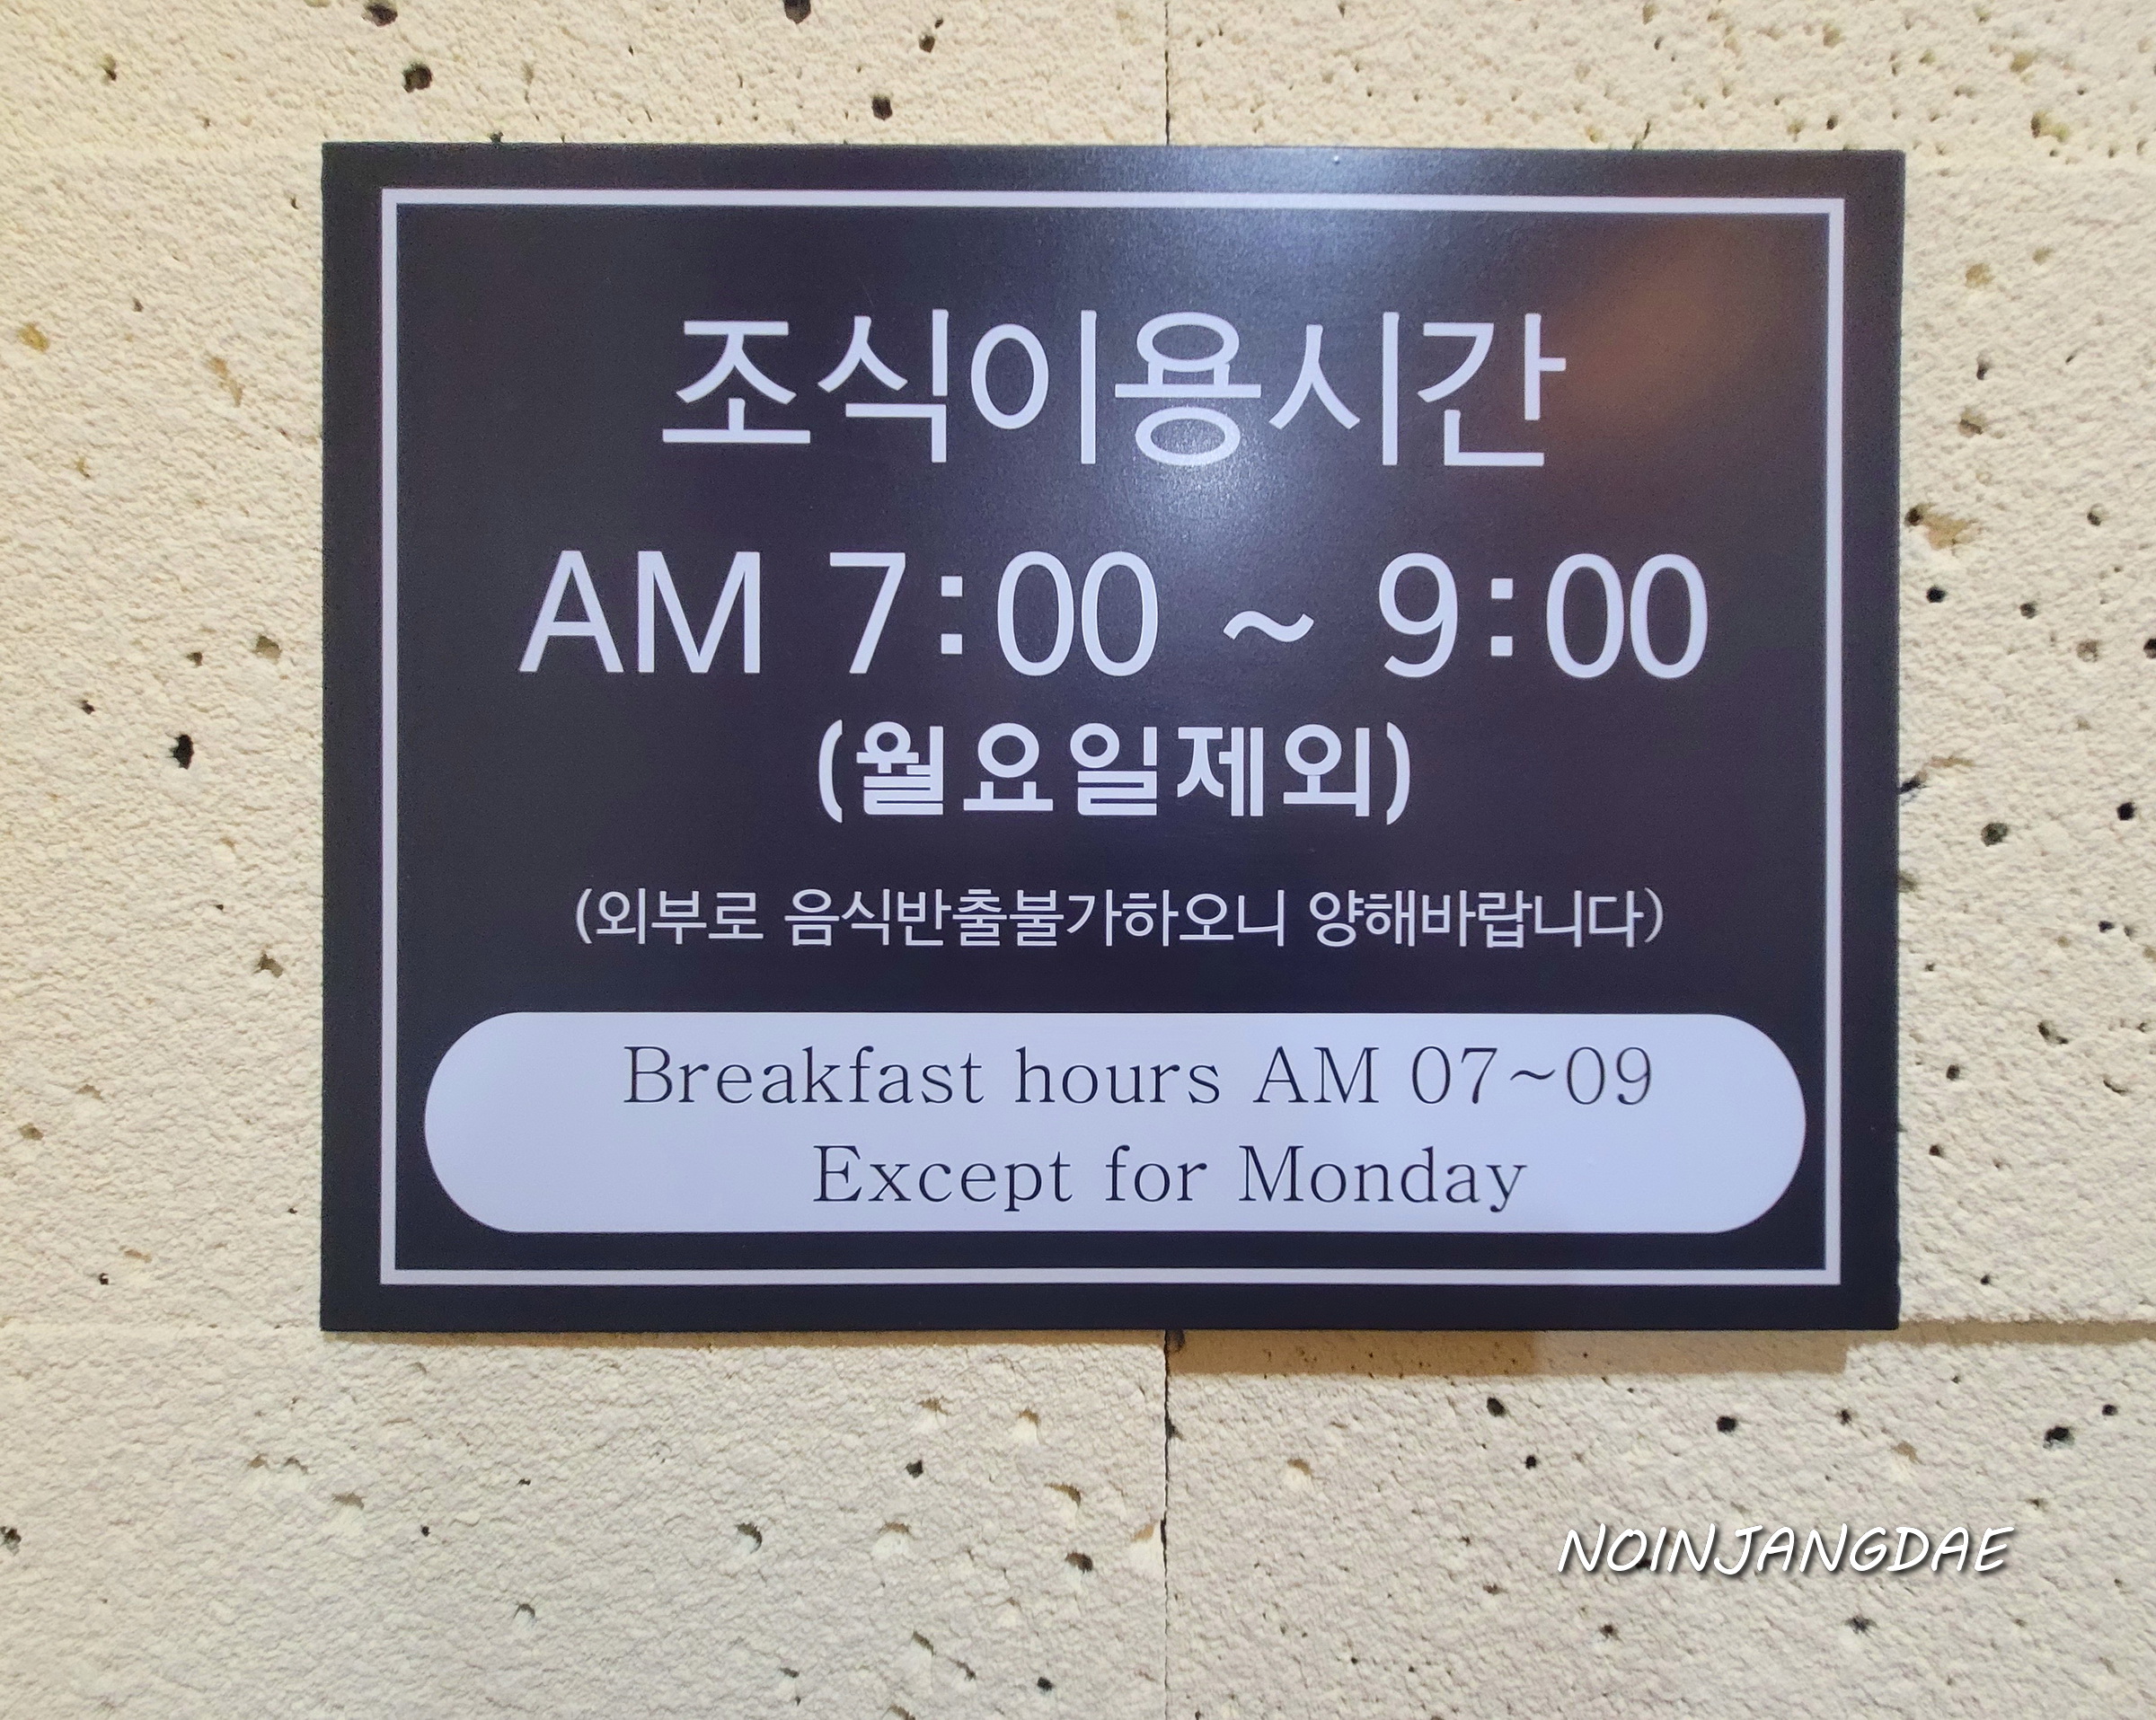 조식이용시간
AM 7:00 ~ 9:00
(월요일제외)
(외부로 음식반출불가하오니 양해바랍니다)
Breakfast hours AM 07~09
Except for Monday
NOINJANGDAE